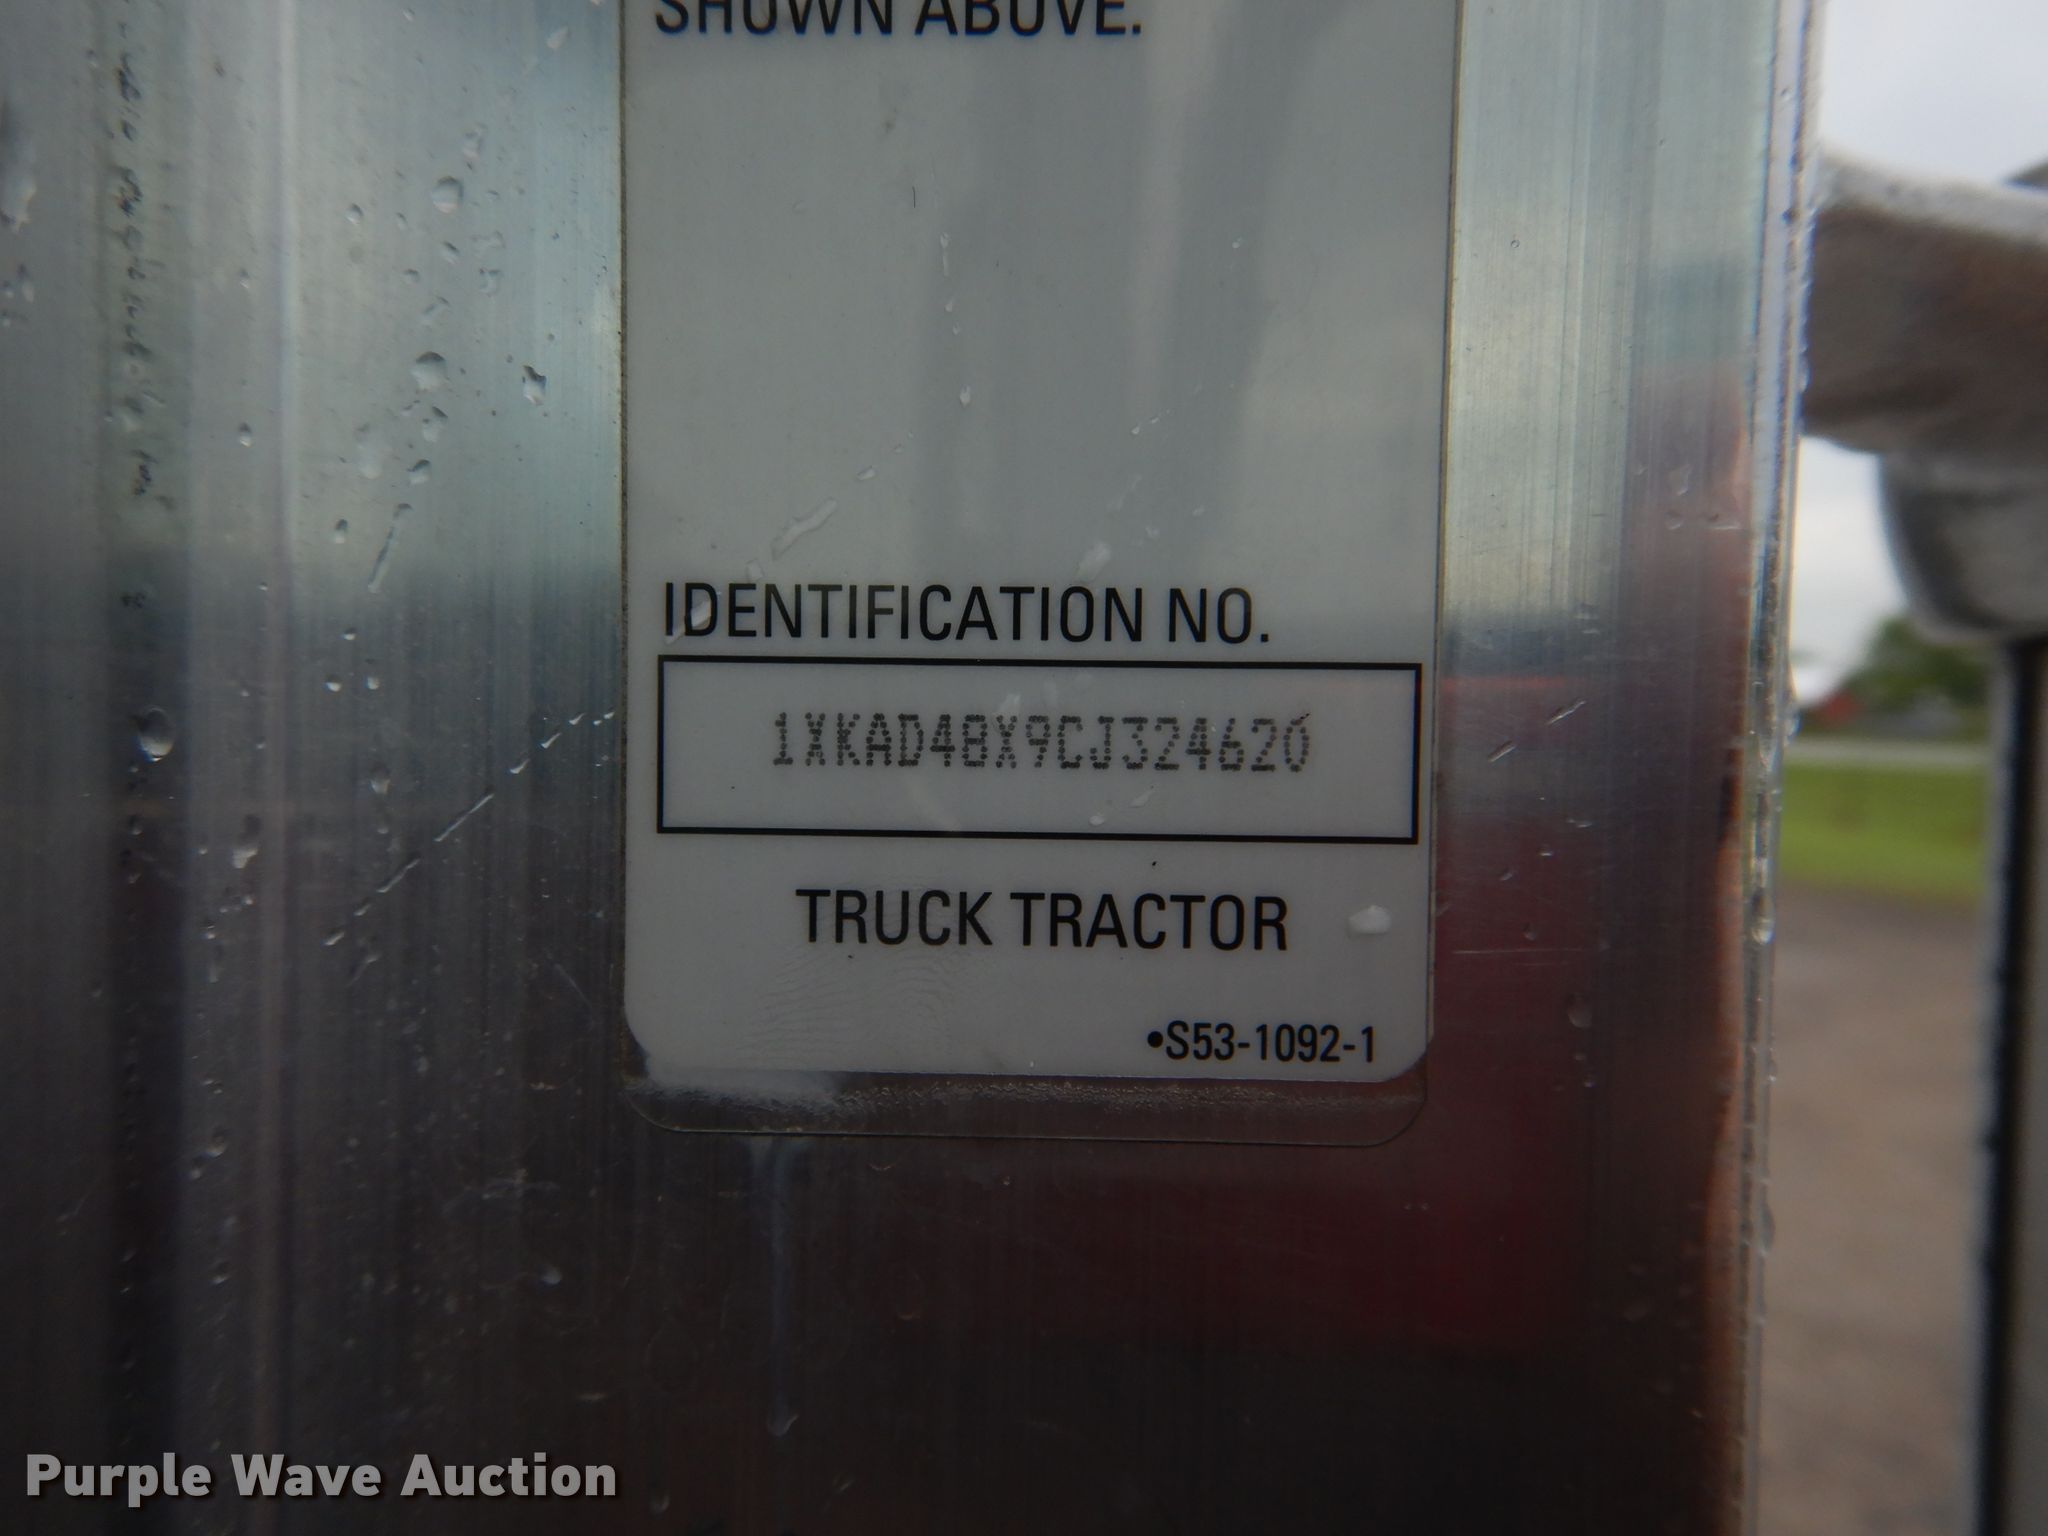 SHOWN ABOVE.
IDENTIFICATION NO.
1XKAD48X9CJ324620
TRUCK TRACTOR
•S53-1092-1
Purple Wave Auction